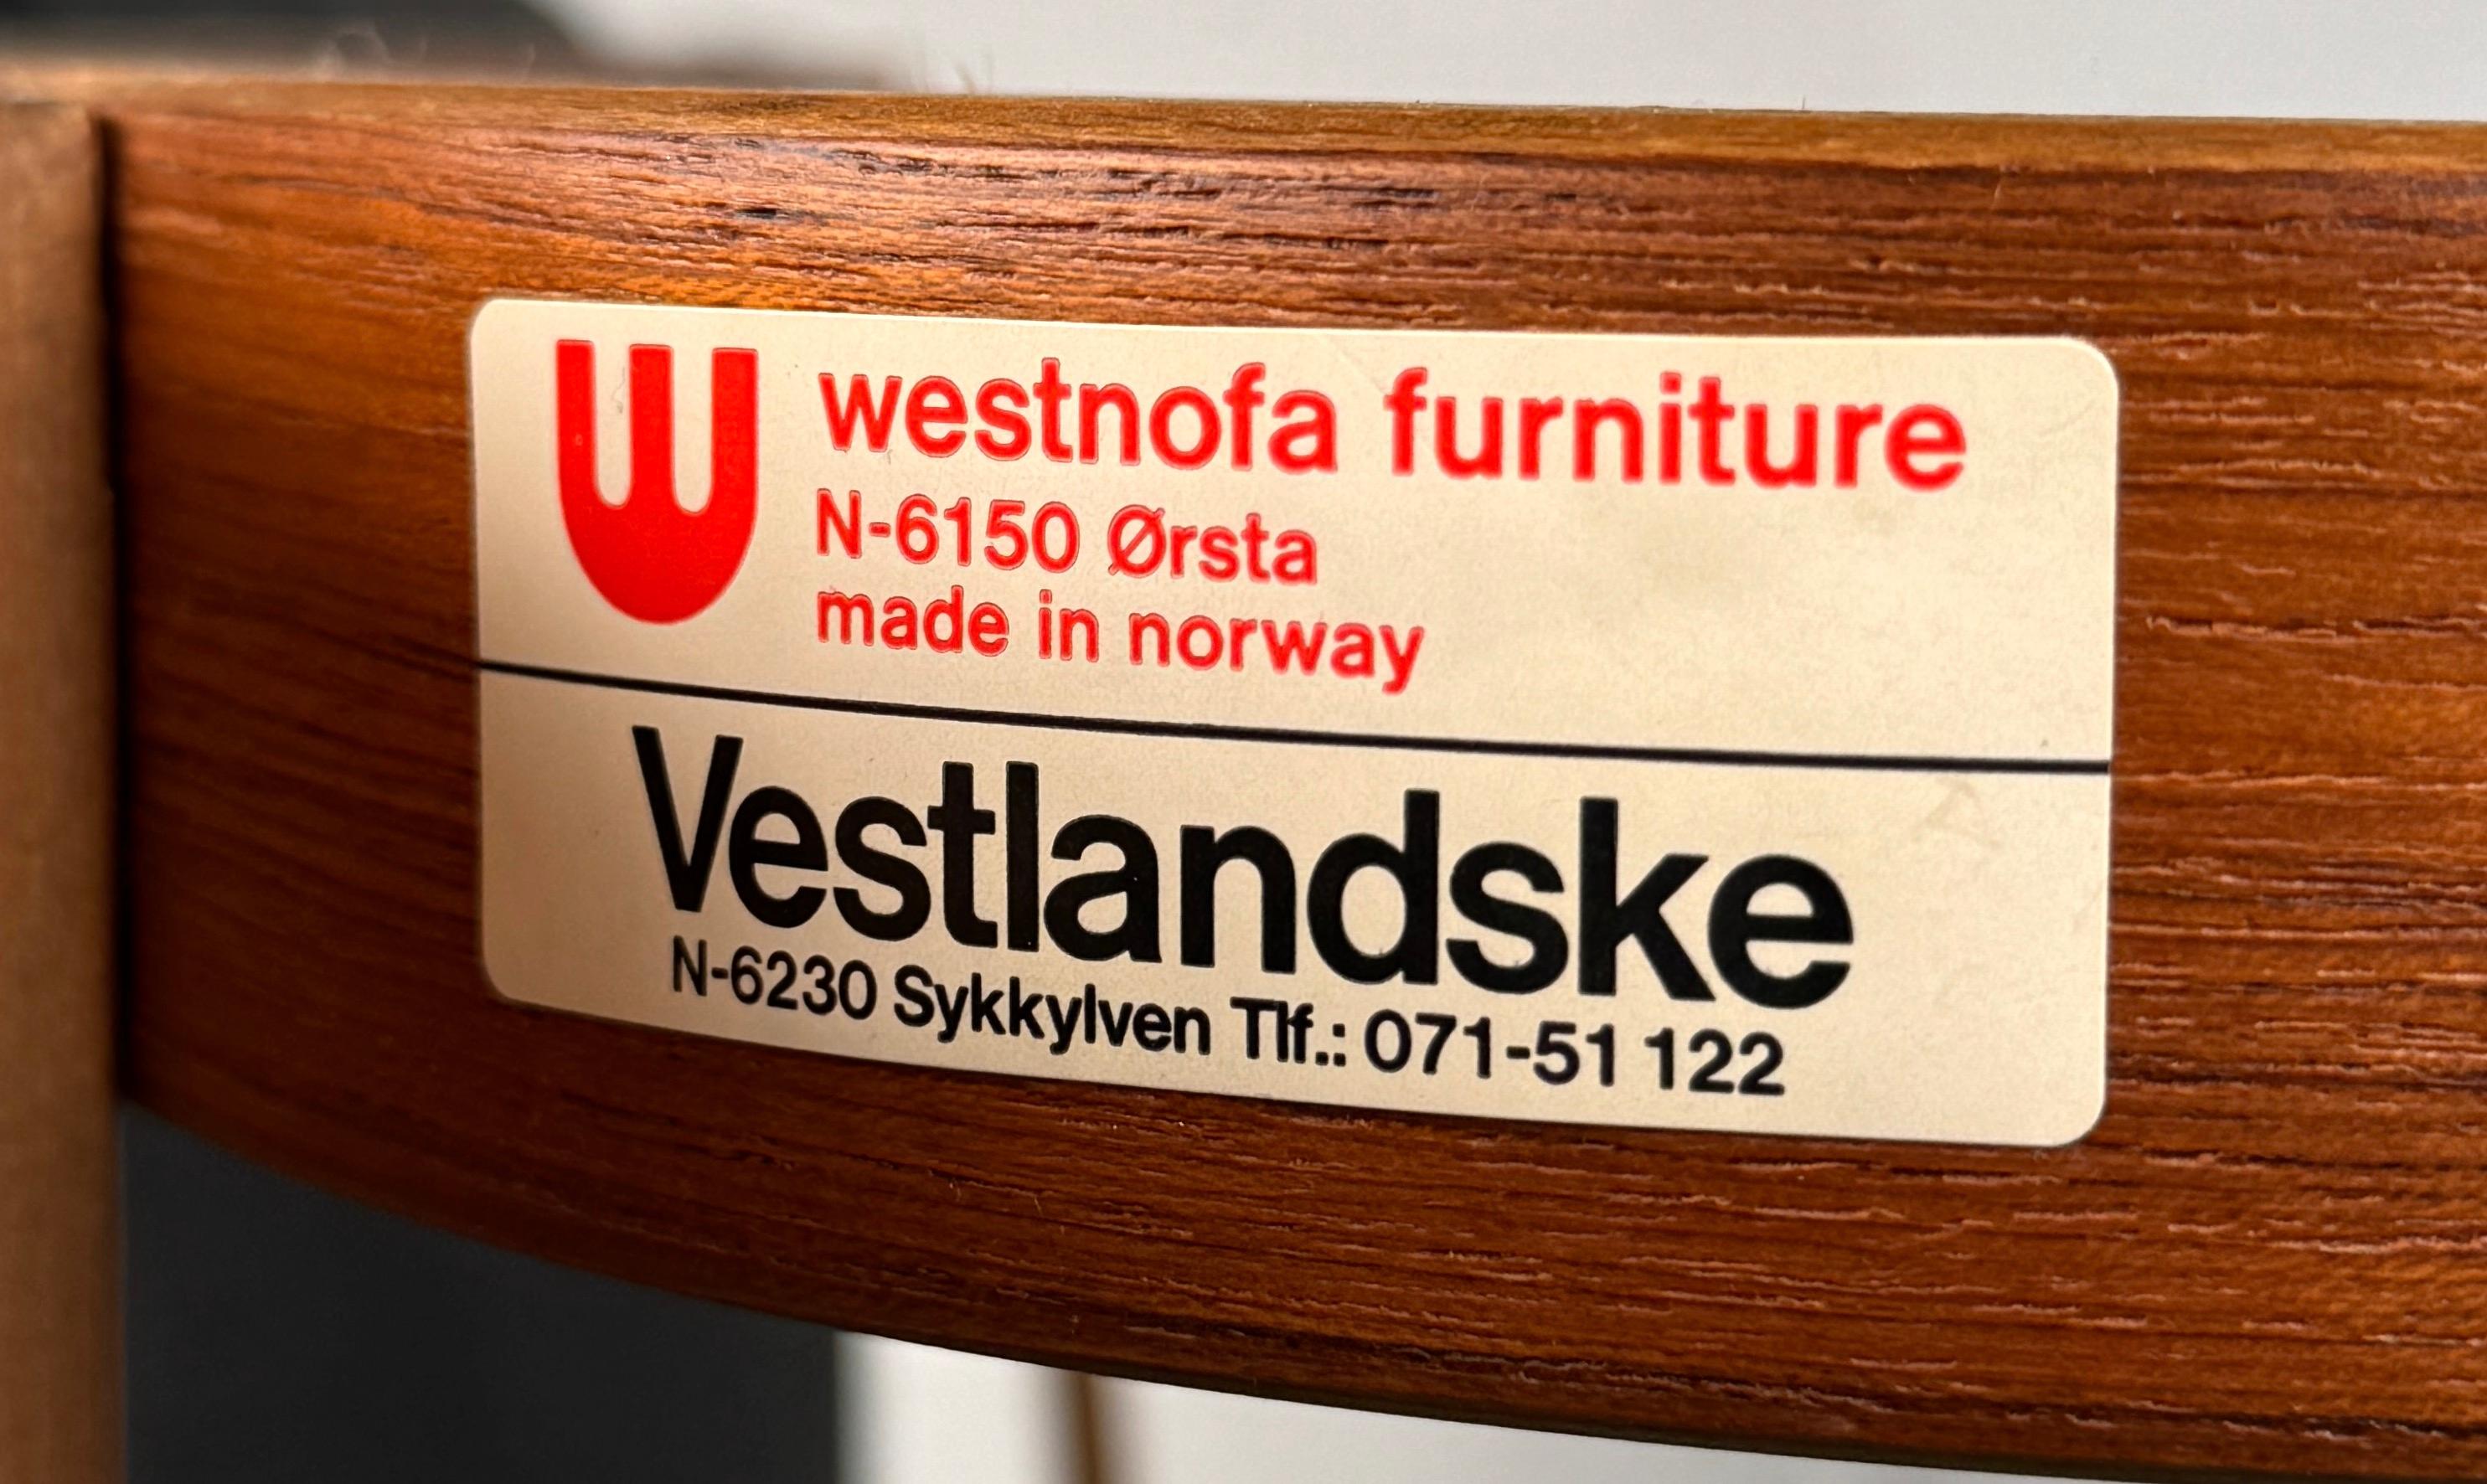 W westnofa furniture
N-6150 Ørsta
made in norway
Vestlandske
N-6230 Sykkylven Tlf.: 071-51 122